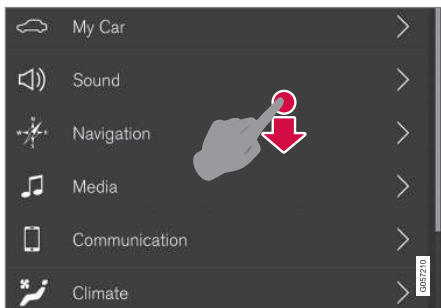 My Car
Sound
Navigation
Media
Communication
Climate
G057210